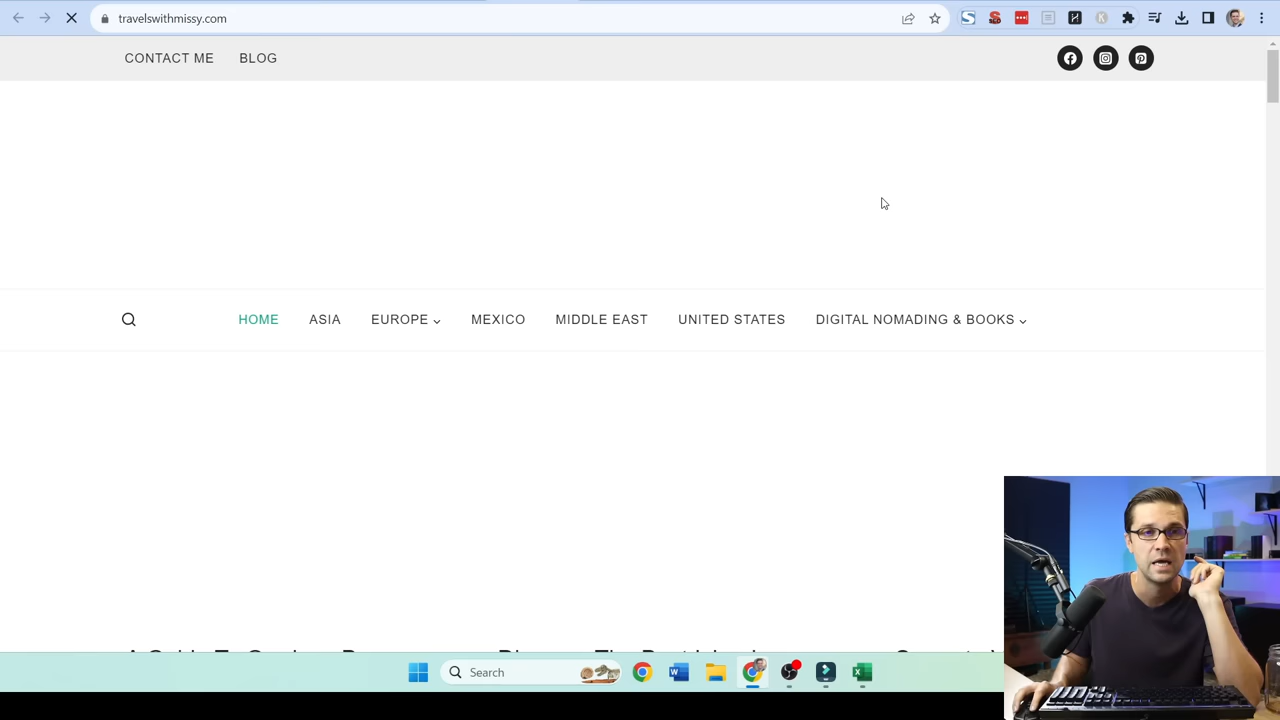 travelswithmissy.com
CONTACT ME BLOG
HOME ASIA EUROPE MEXICO MIDDLE EAST UNITED STATES DIGITAL NOMADING & BOOKS
Search